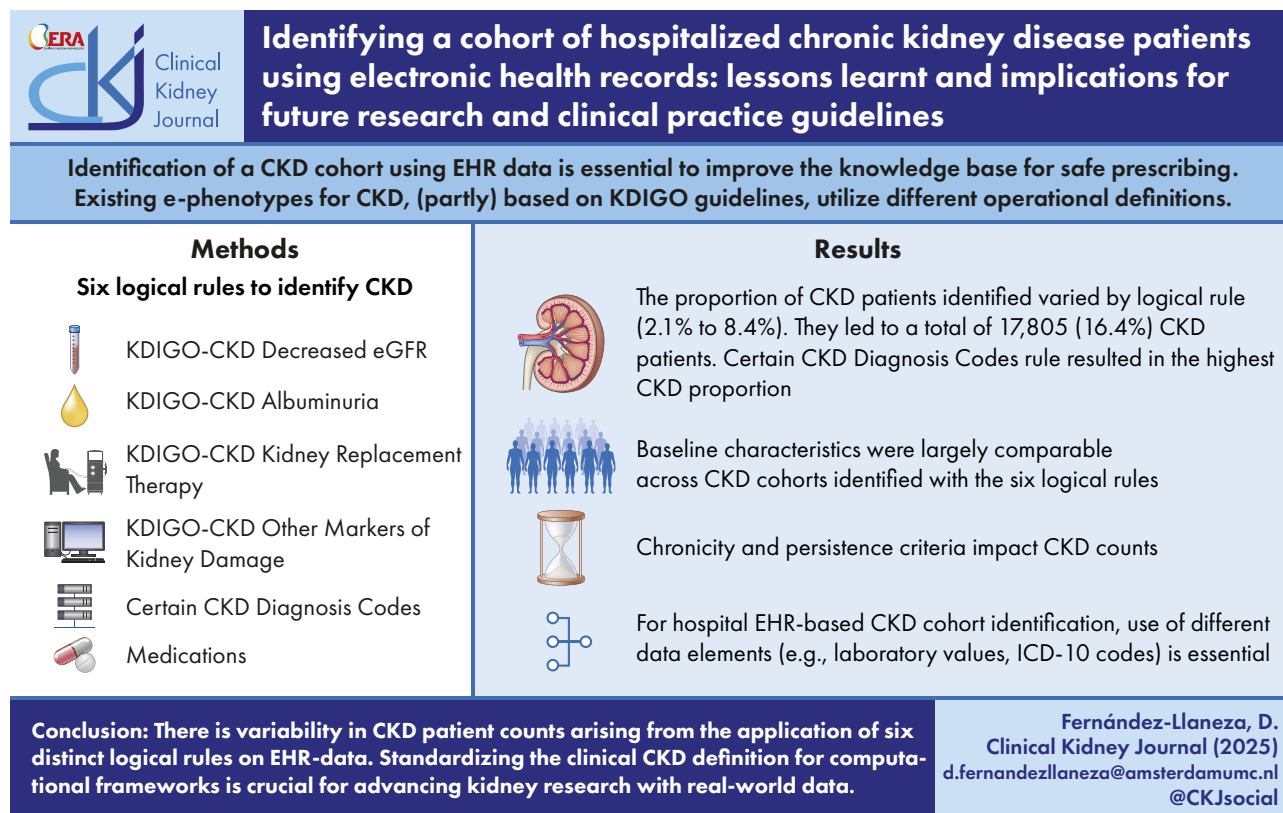 ERA
CKJ
Clinical
Kidney
Journal
Identifying a cohort of hospitalized chronic kidney disease patients
using electronic health records: lessons learnt and implications for
future research and clinical practice guidelines
Identification of a CKD cohort using EHR data is essential to improve the knowledge base for safe prescribing.
Existing e-phenotypes for CKD, (partly) based on KDIGO guidelines, utilize different operational definitions.
Methods
Six logical rules to identify CKD
KDIGO-CKD Decreased eGFR
KDIGO-CKD Albuminuria
KDIGO-CKD Kidney Replacement
Therapy
KDIGO-CKD Other Markers of
Kidney Damage
Certain CKD Diagnosis Codes
Medications
Results
The proportion of CKD patients identified varied by logical rule
(2.1% to 8.4%). They led to a total of 17,805 (16.4%) CKD
patients. Certain CKD Diagnosis Codes rule resulted in the highest
CKD proportion
Baseline characteristics were largely comparable
across CKD cohorts identified with the six logical rules
Chronicity and persistence criteria impact CKD counts
For hospital EHR-based CKD cohort identification, use of different
data elements (e.g., laboratory values, ICD-10 codes) is essential
Conclusion: There is variability in CKD patient counts arising from the application of six
distinct logical rules on EHR-data. Standardizing the clinical CKD definition for computa-
tional frameworks is crucial for advancing kidney research with real-world data.
Fernández-Llaneza, D.
Clinical Kidney Journal (2025)
d.fernandezllaneza@amsterdamumc.nl
@CKJsocial